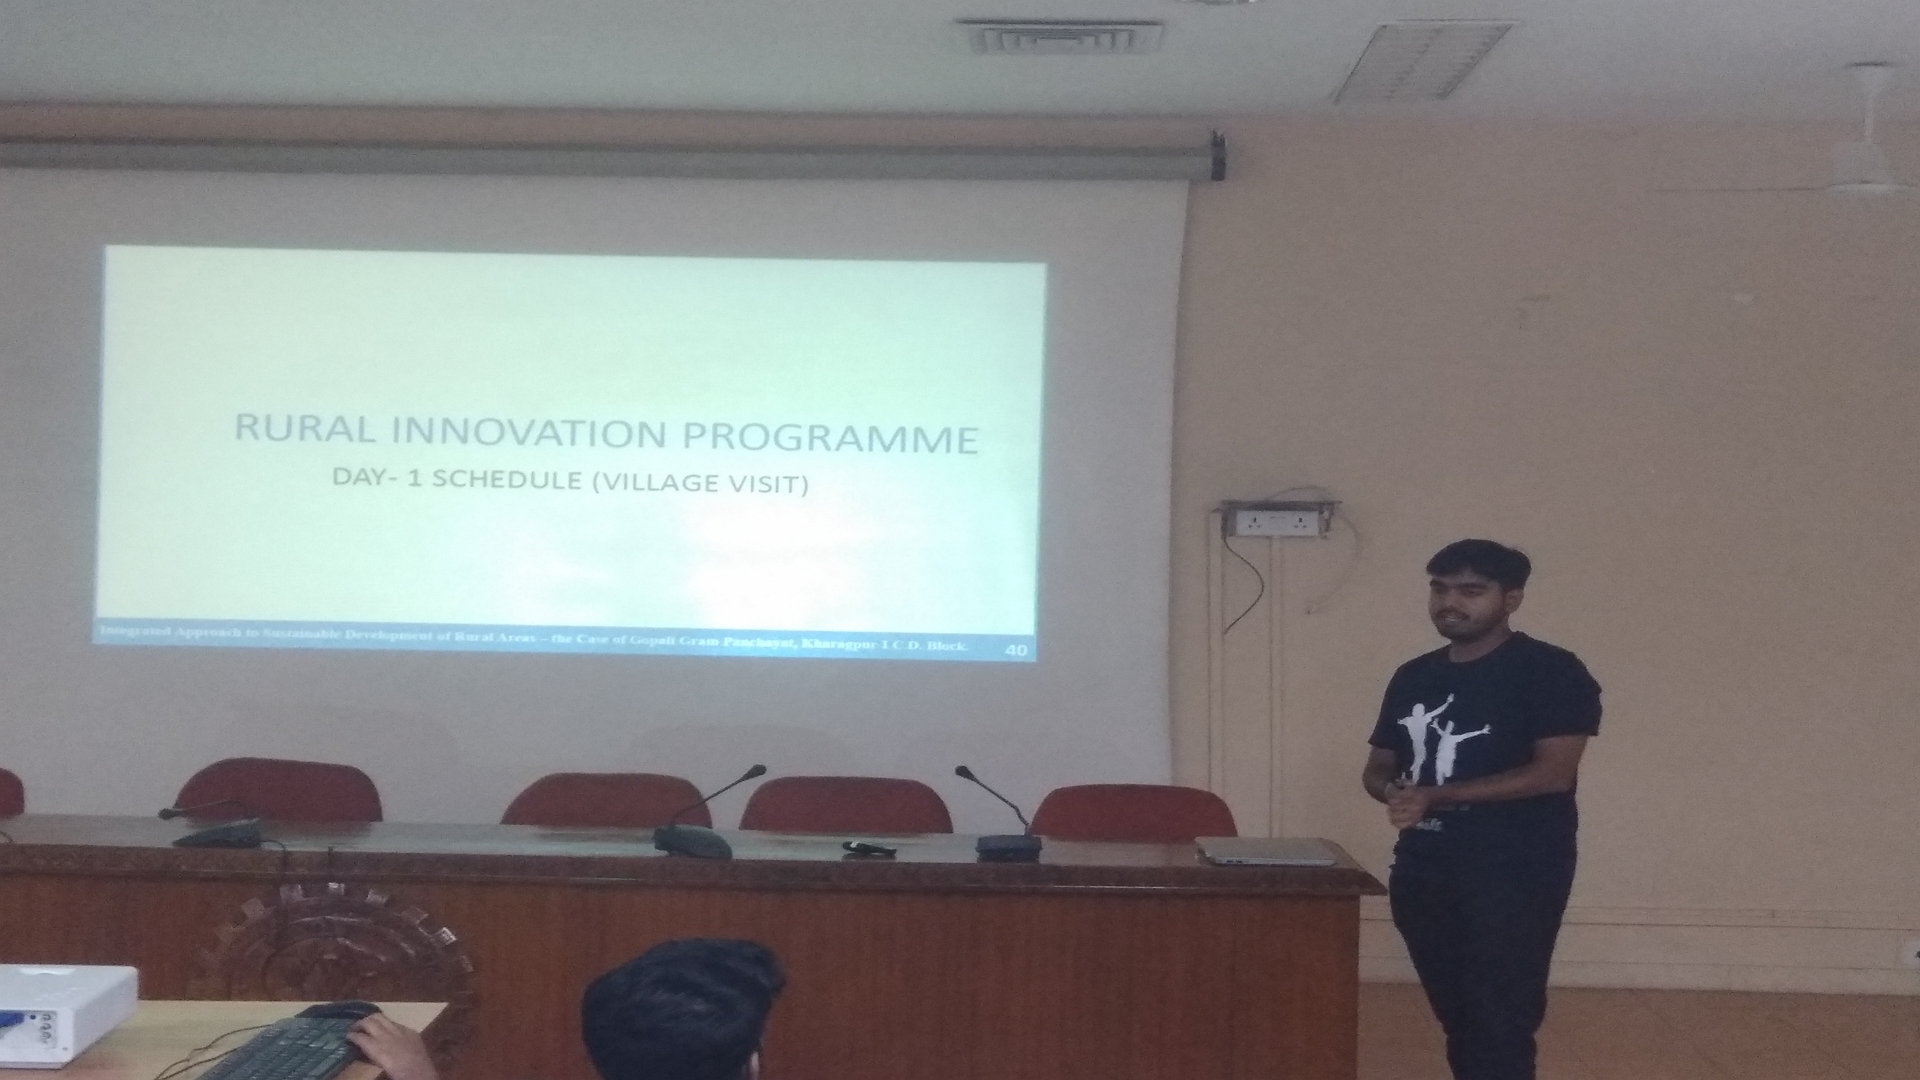 RURAL INNOVATION PROGRAMME
DAY- 1 SCHEDULE (VILLAGE VISIT)
Integrated Approach to Sustainable Development of Rural Areas – the Case of Gopali Gram Panchayat, Kharagpur I C.D. Block. 40